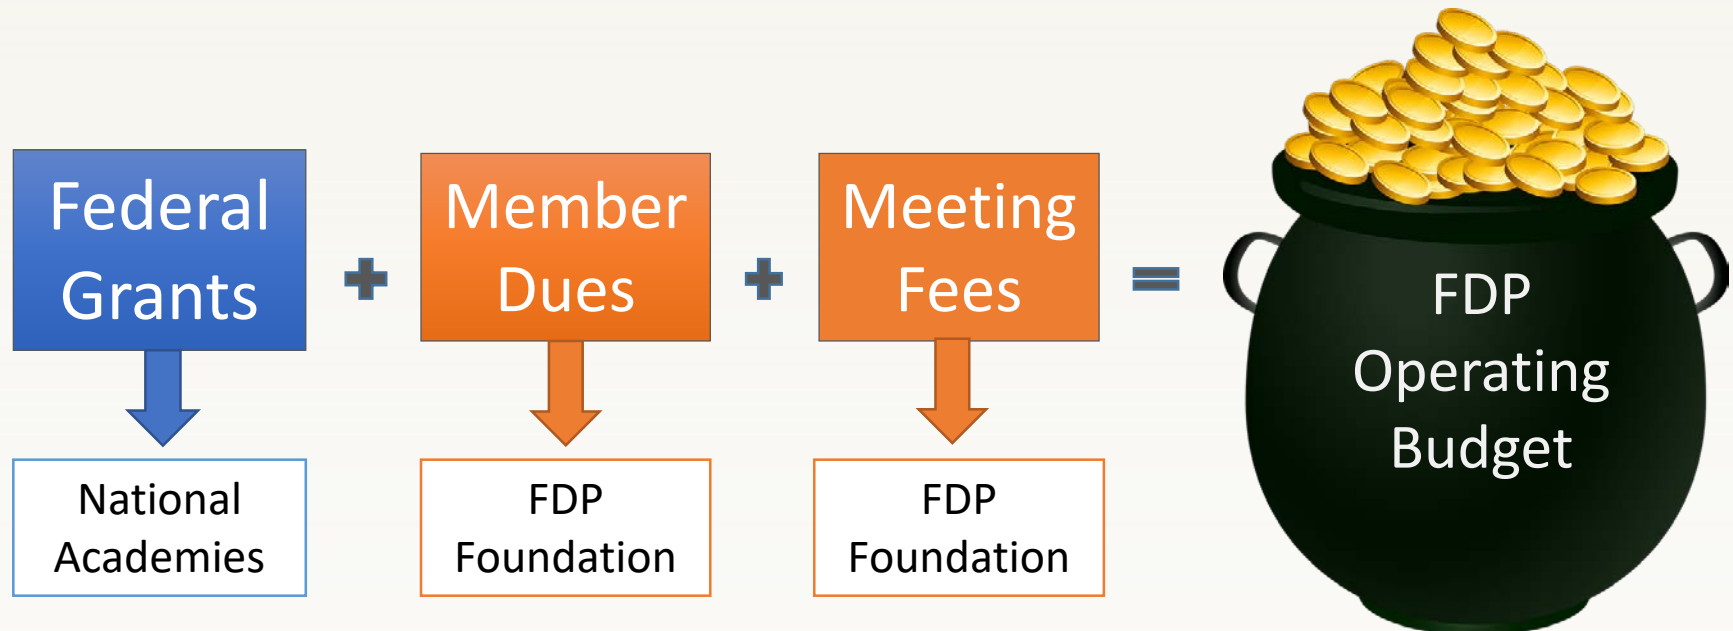 Federal
Grants
Member
Dues
Meeting
Fees
FDP
Operating
Budget
National
Academies
FDP
Foundation
FDP
Foundation